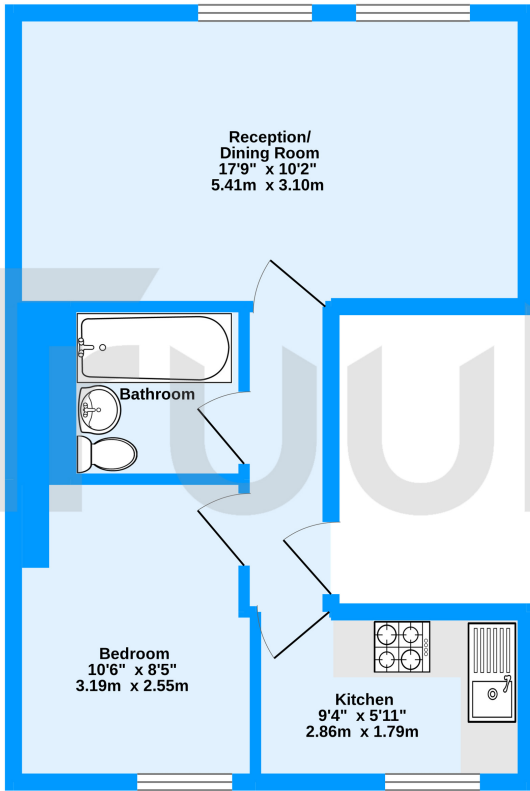 Reception/
Dining Room
17'9" x 10'2"
5.41m x 3.10m
Bathroom
Bedroom
10'6" x 8'5"
3.19m x 2.55m
Kitchen
9'4" x 5'11"
2.86m x 1.79m